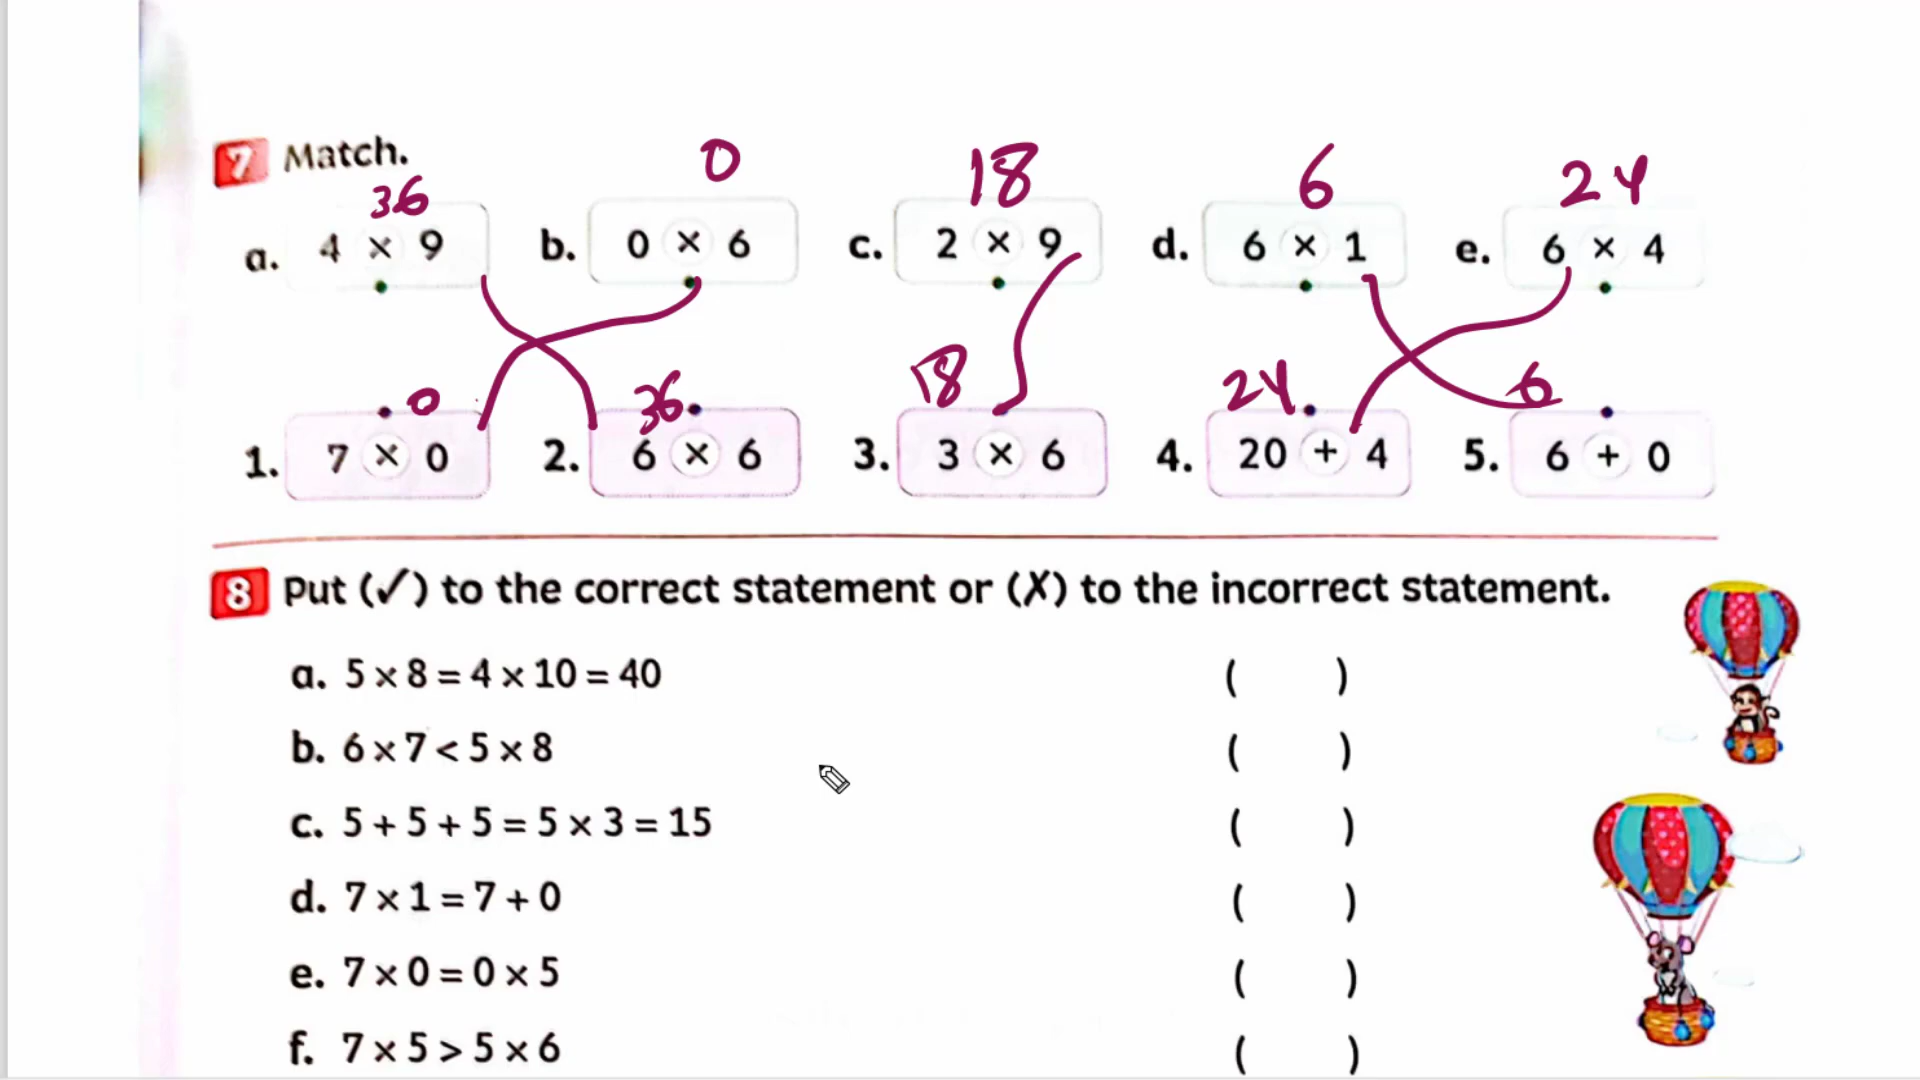 7 Match.
36 0 18 6 24
a. 4 × 9 b. 0 × 6 c. 2 × 9 d. 6 × 1 e. 6 × 4
0 36 18 24 6
1. 7 × 0 2. 6 × 6 3. 3 × 6 4. 20 + 4 5. 6 + 0
8 Put (✓) to the correct statement or (✗) to the incorrect statement.
a. 5 × 8 = 4 × 10 = 40 ( )
b. 6 × 7 < 5 × 8 ( )
c. 5 + 5 + 5 = 5 × 3 = 15 ( )
d. 7 × 1 = 7 + 0 ( )
e. 7 × 0 = 0 × 5 ( )
f. 7 × 5 > 5 × 6 ( )